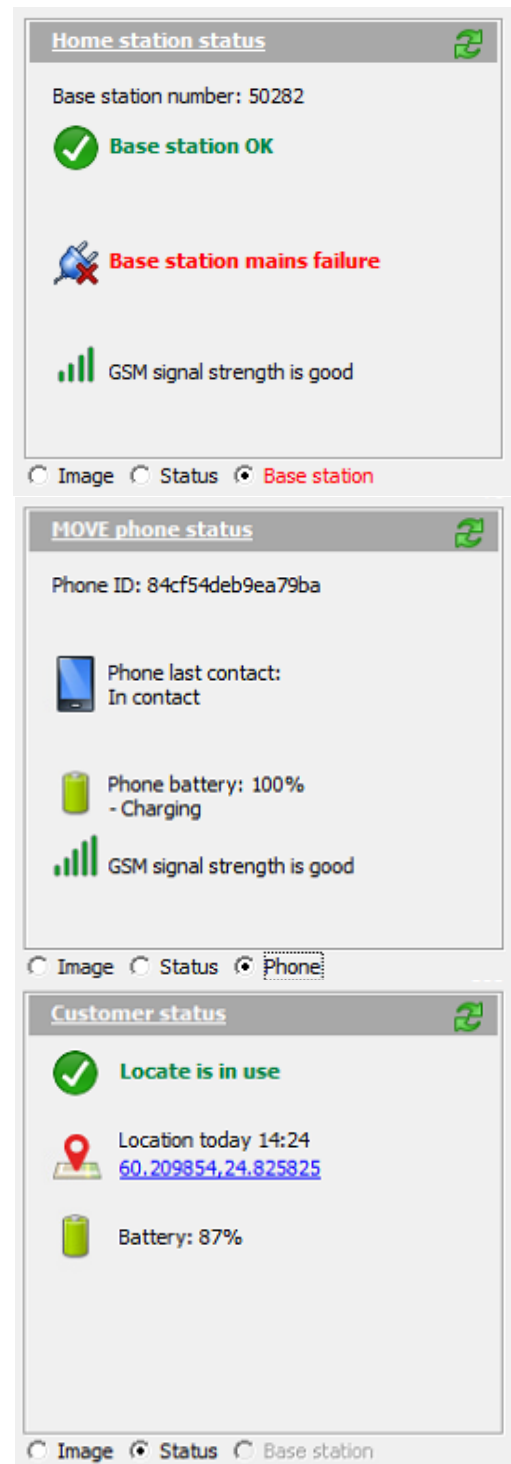 Home station status
Base station number: 50282
Base station OK
Base station mains failure
GSM signal strength is good
Image Status Base station
MOVE phone status
Phone ID: 84cf54deb9ea79ba
Phone last contact:
In contact
Phone battery: 100%
- Charging
GSM signal strength is good
Image Status Phone
Customer status
Locate is in use
Location today 14:24
60.209854,24.825825
Battery: 87%
Image Status Base station